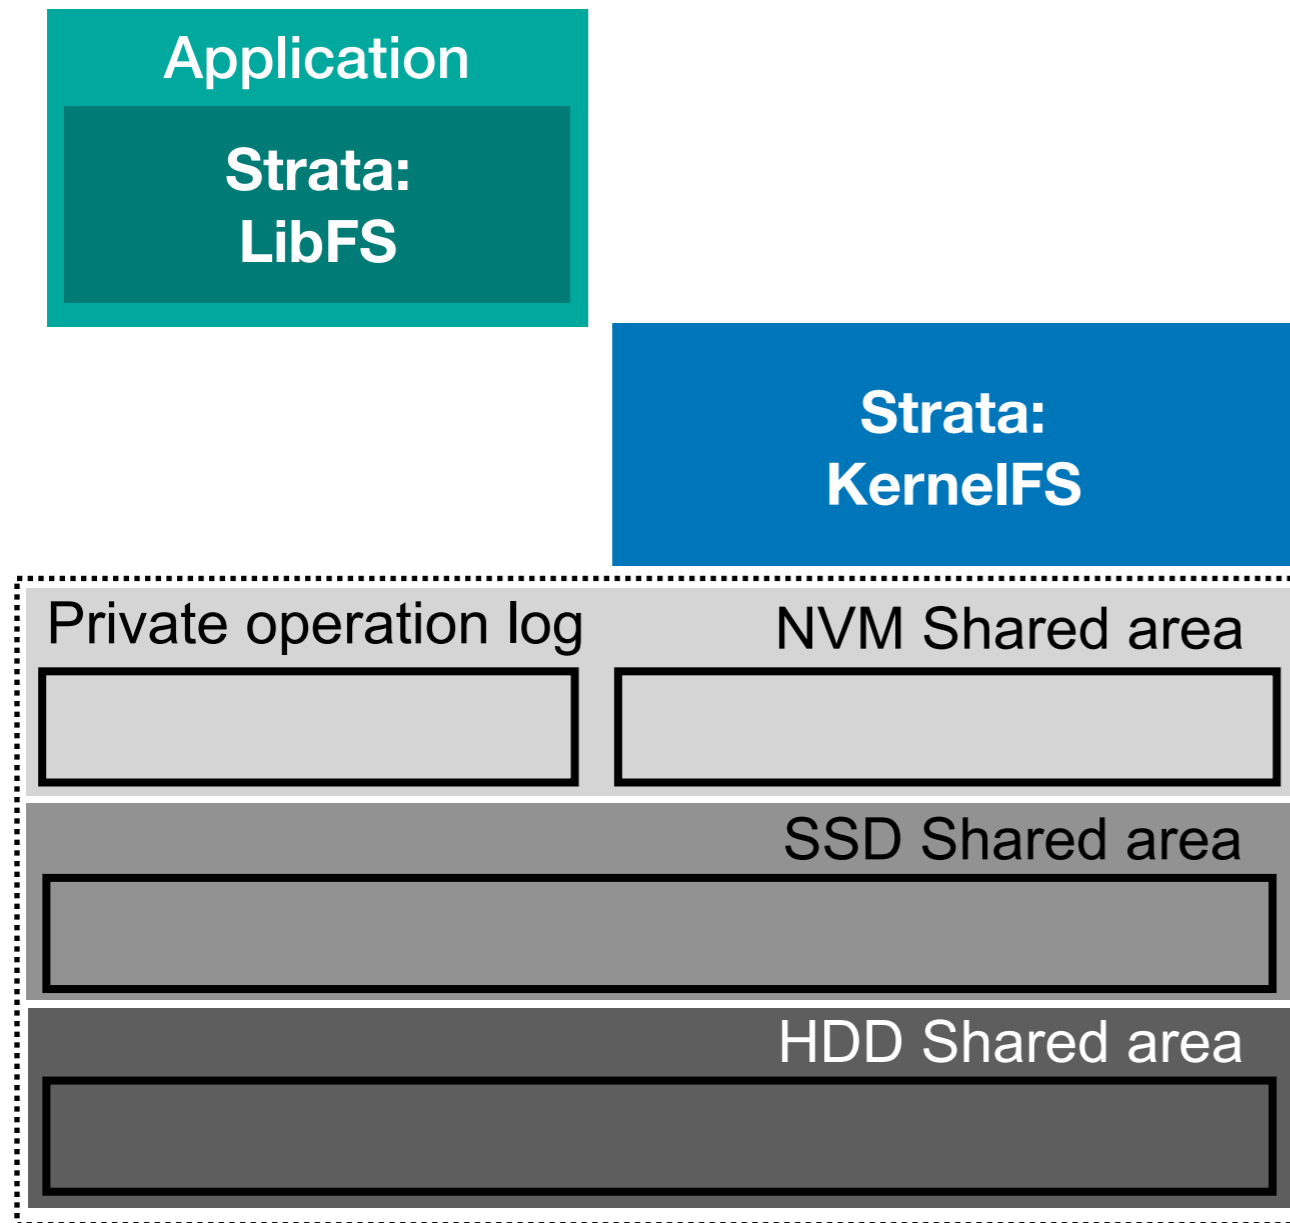 Application
Strata:
LibFS
Strata:
KernelFS
Private operation log
NVM Shared area
SSD Shared area
HDD Shared area